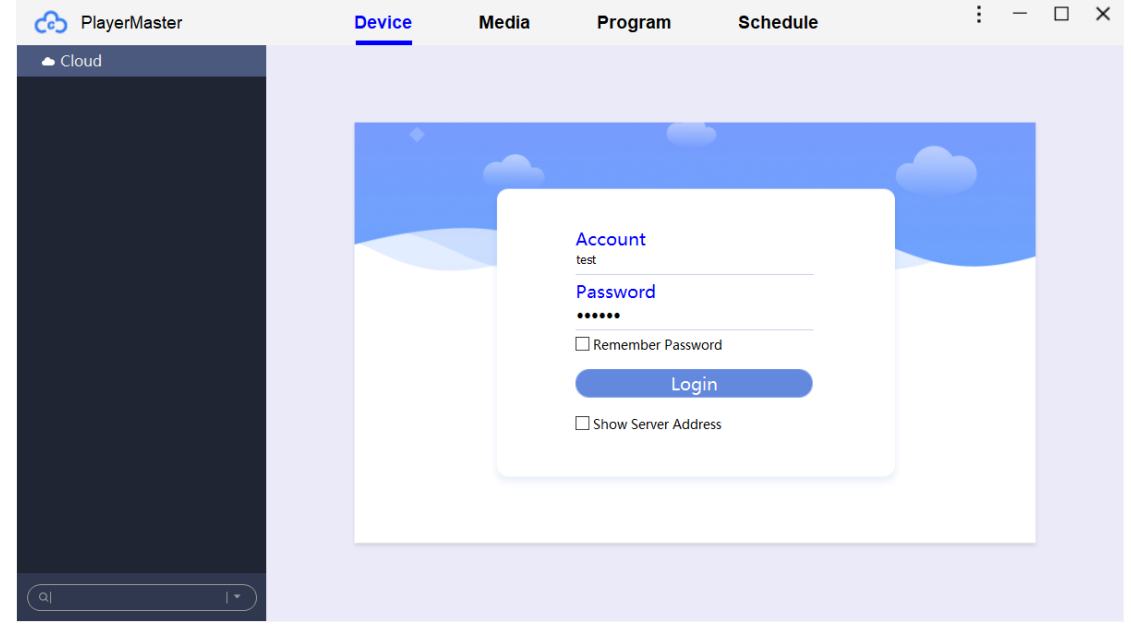 PlayerMaster
Device Media Program Schedule
Cloud
Account
test
Password
••••••
Remember Password
Login
Show Server Address